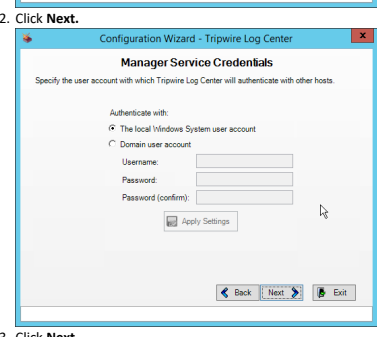 2. Click Next.
Configuration Wizard - Tripwire Log Center
x
Manager Service Credentials
Specify the user account with which Tripwire Log Center will authenticate with other hosts.
Authenticate with:
The local Windows System user account
Domain user account
Username:
Password:
Password (confirm):
Apply Settings
Back Next Exit
3. Click Next.